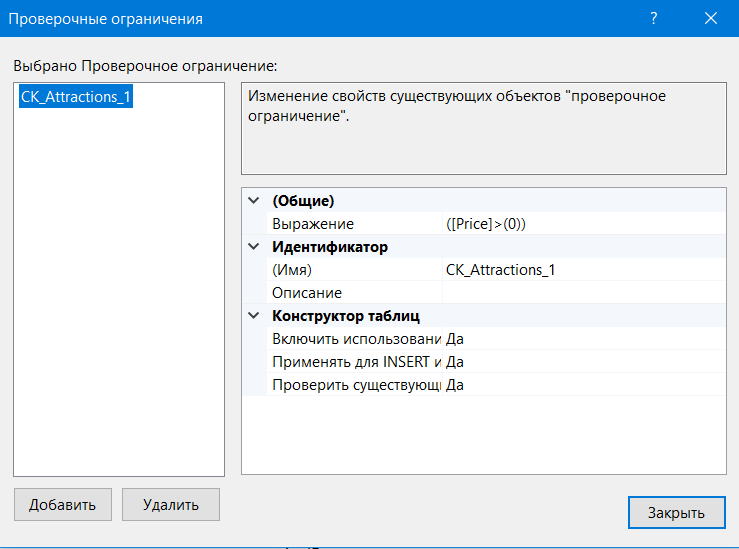 Проверочные ограничения
?
Выбрано Проверочное ограничение:
CK_Attractions_1
Изменение свойств существующих объектов "проверочное
ограничение".
(Общие)
Выражение ([Price]>(0))
Идентификатор
(Имя) CK_Attractions_1
Описание
Конструктор таблиц
Включить использовани Да
Применять для INSERT и Да
Проверить существующ Да
Добавить Удалить
Закрыть